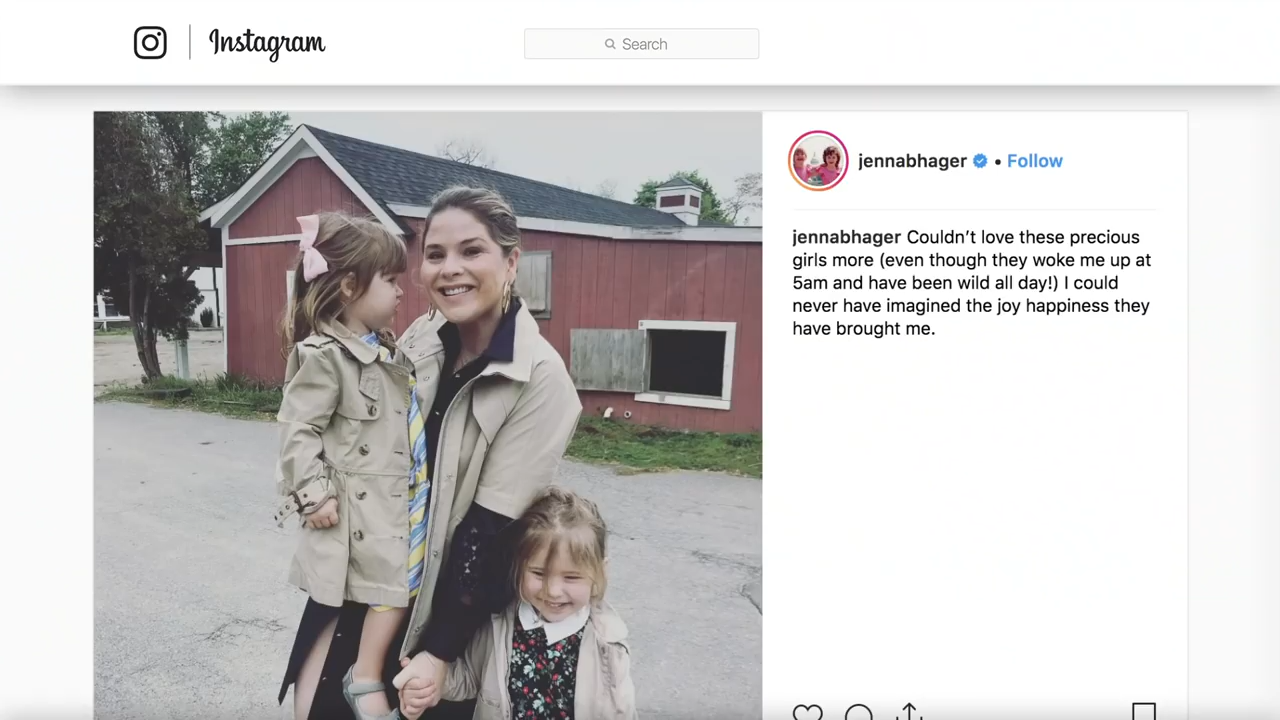 Instagram
Search
jennabhager • Follow
jennabhager Couldn’t love these precious
girls more (even though they woke me up at
5am and have been wild all day!) I could
never have imagined the joy happiness they
have brought me.